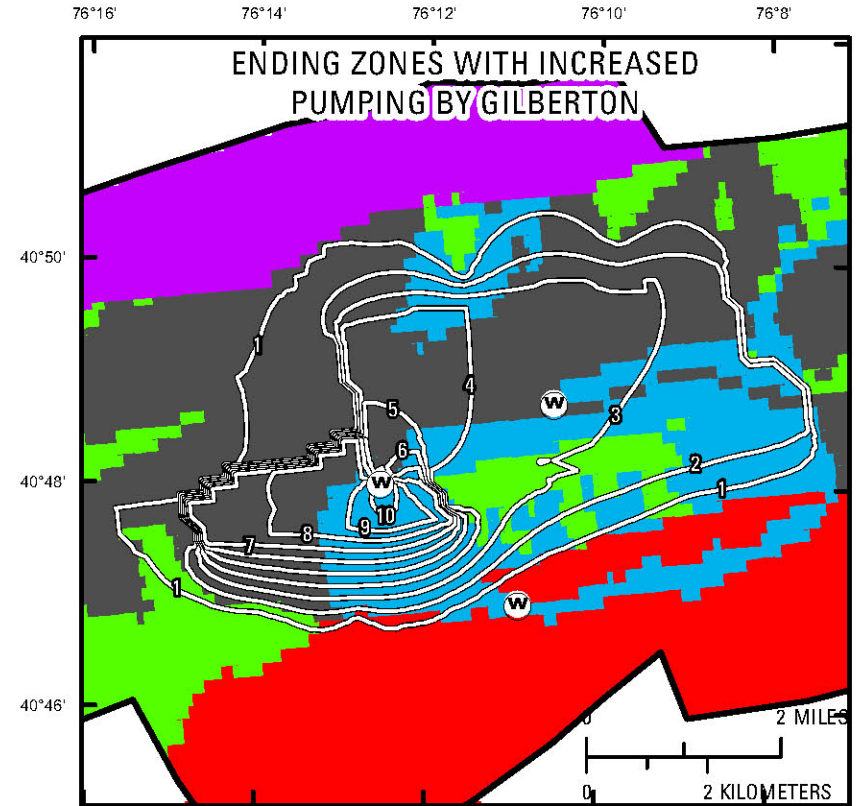 76°16' 76°14' 76°12' 76°10' 76°8'
ENDING ZONES WITH INCREASED
PUMPING BY GILBERTON
40°50'
1
4
5
3
W
6
2
40°48'
W
1
10
9
8
7
1
W
40°46'
0 2 MILES
0 2 KILOMETERS